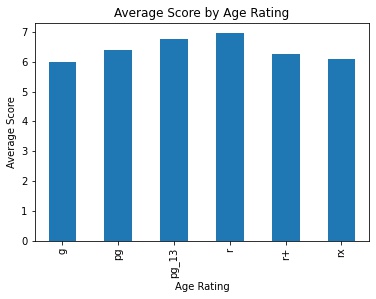 Average Score by Age Rating
Average Score
7
6
5
4
3
2
1
0
g
pg
pg_13
r
r+
rx
Age Rating